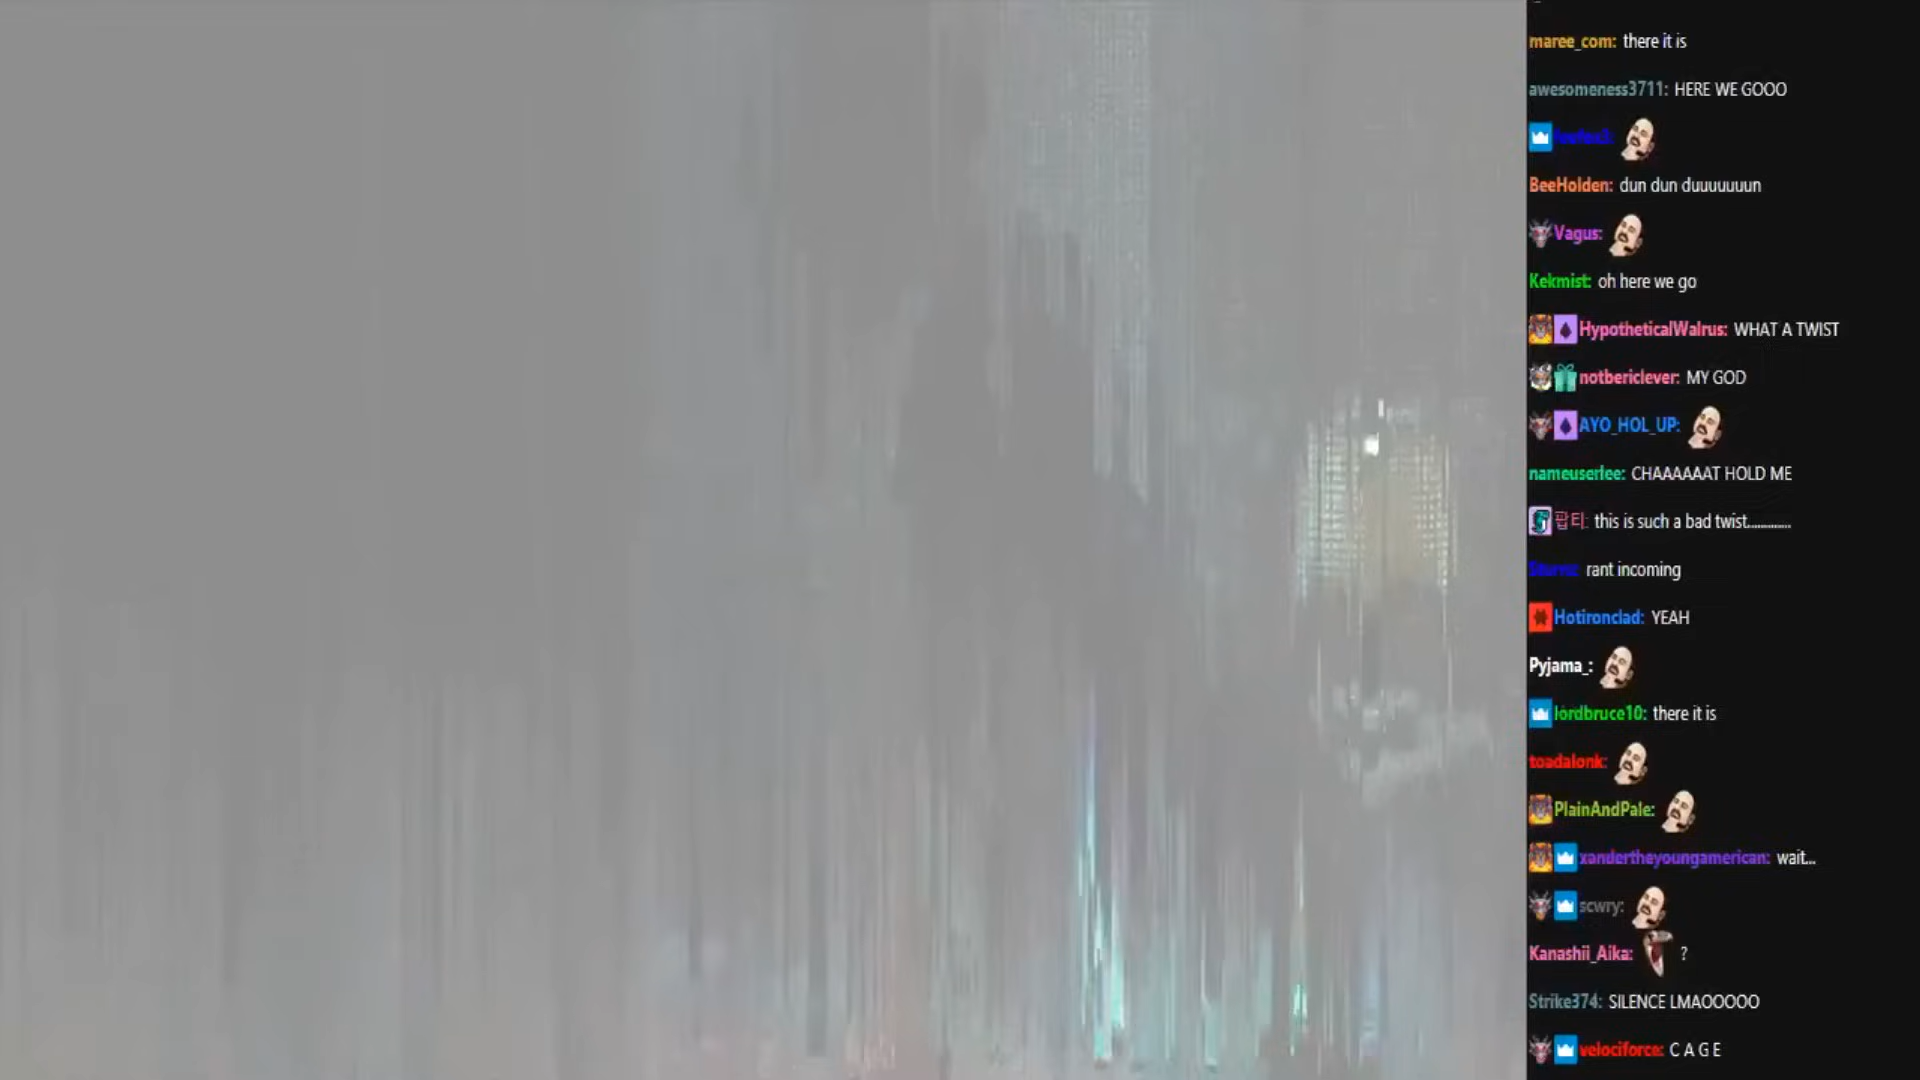 maree_com: there it is
awesomeness3711: HERE WE GOOO
BeeHolden: dun dun duuuuuuun
Vagus:
Kekmist: oh here we go
HypotheticalWalrus: WHAT A TWIST
notbericlever: MY GOD
AYO_HOL_UP:
nameuserlee: CHAAAAAAT HOLD ME
팝티: this is such a bad twist.............
rant incoming
Hotironclad: YEAH
Pyjama_:
lordbruce10: there it is
toadalonk:
PlainAndPale:
xandertheyoungamerican: wait...
scwry:
Kanashii_Aika: ?
Strike374: SILENCE LMAOOOOO
velociforce: C A G E